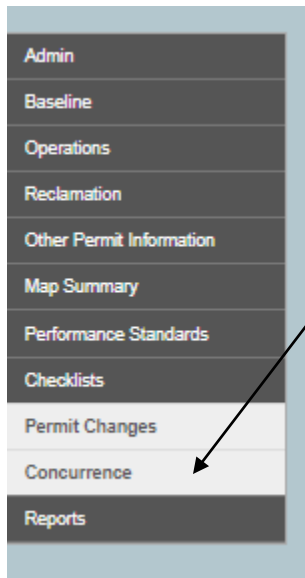 Admin
Baseline
Operations
Reclamation
Other Permit Information
Map Summary
Performance Standards
Checklists
Permit Changes
Concurrence
Reports